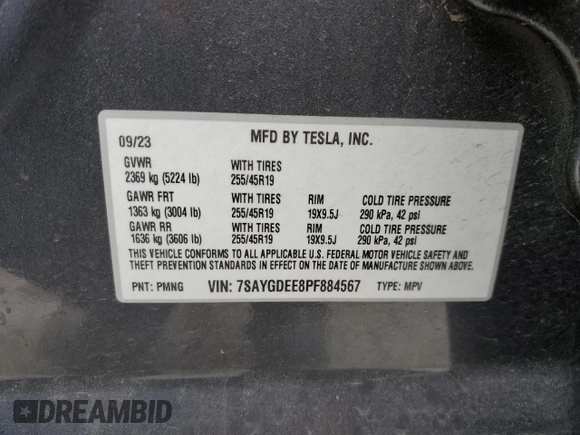 09/23 MFD BY TESLA, INC.
GVWR WITH TIRES
2369 kg (5224 lb) 255/45R19
GAWR FRT RIM COLD TIRE PRESSURE
1363 kg (3004 lb) 255/45R19 19X9.5J 290 kPa, 42 psi
GAWR RR WITH TIRES RIM COLD TIRE PRESSURE
1636 kg (3606 lb) 255/45R19 19X9.5J 290 kPa, 42 psi
THIS VEHICLE CONFORMS TO ALL APPLICABLE U.S. FEDERAL MOTOR VEHICLE SAFETY AND
THEFT PREVENTION STANDARDS IN EFFECT ON THE DATE OF MANUFACTURE SHOWN ABOVE.
PNT: PMNG VIN: 7SAYGDEE8PF884567 TYPE: MPV
DREAMBID